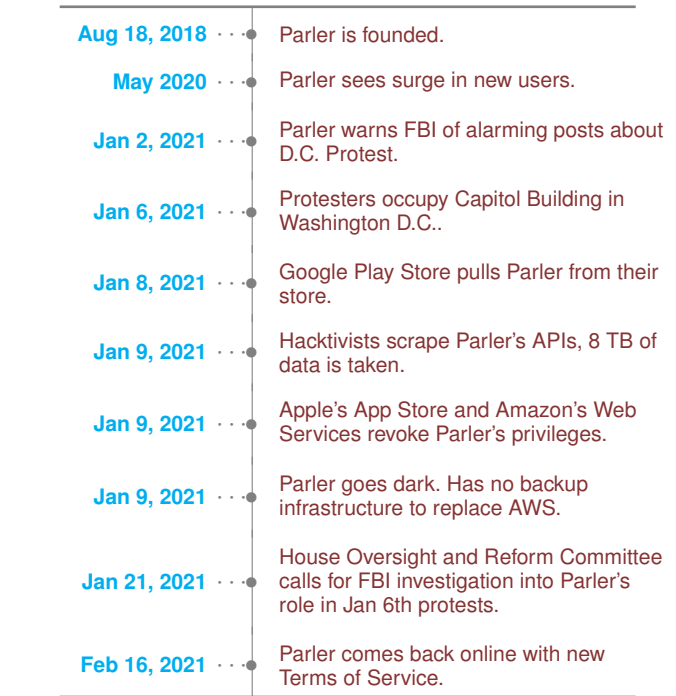 Aug 18, 2018 Parler is founded.
May 2020 Parler sees surge in new users.
Jan 2, 2021 Parler warns FBI of alarming posts about
D.C. Protest.
Jan 6, 2021 Protesters occupy Capitol Building in
Washington D.C..
Jan 8, 2021 Google Play Store pulls Parler from their
store.
Jan 9, 2021 Hacktivists scrape Parler's APIs, 8 TB of
data is taken.
Jan 9, 2021 Apple's App Store and Amazon's Web
Services revoke Parler's privileges.
Jan 9, 2021 Parler goes dark. Has no backup
infrastructure to replace AWS.
Jan 21, 2021 House Oversight and Reform Committee
calls for FBI investigation into Parler's
role in Jan 6th protests.
Feb 16, 2021 Parler comes back online with new
Terms of Service.